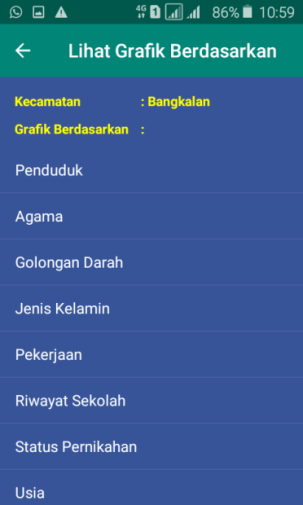 4G 1 86% 10:59
Lihat Grafik Berdasarkan
Kecamatan : Bangkalan
Grafik Berdasarkan :
Penduduk
Agama
Golongan Darah
Jenis Kelamin
Pekerjaan
Riwayat Sekolah
Status Pernikahan
Usia